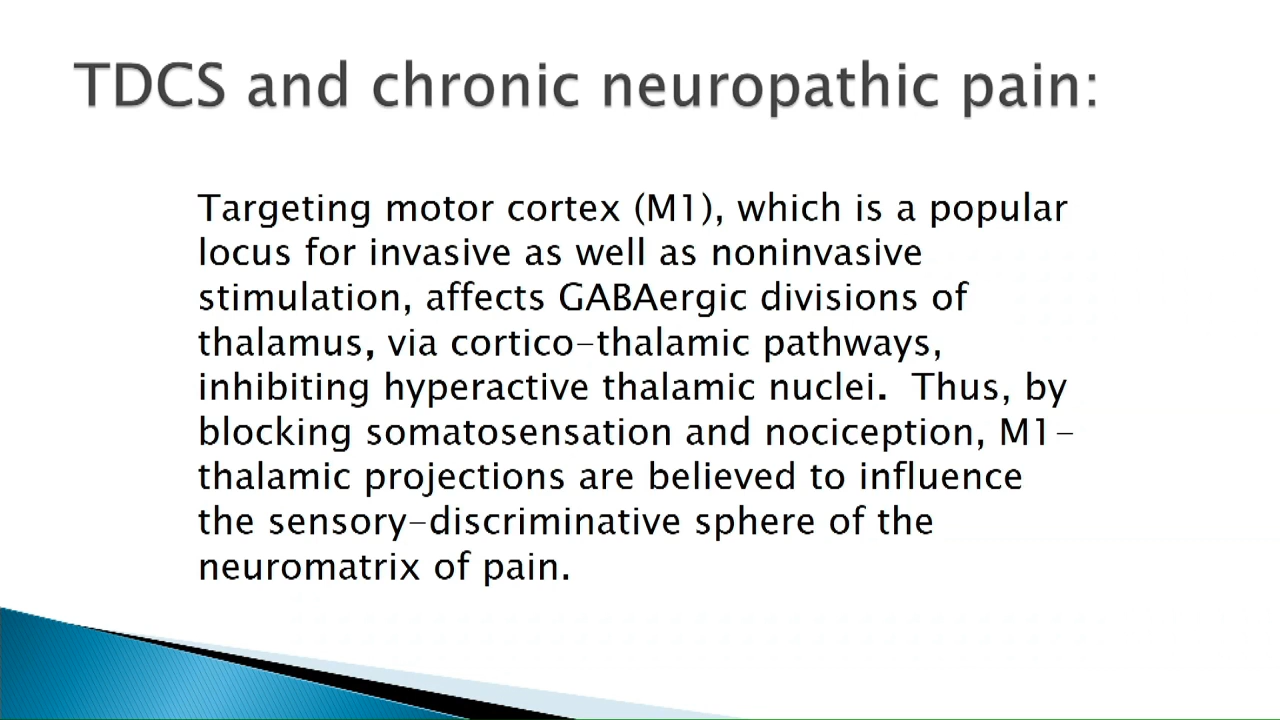 TDCS and chronic neuropathic pain:
Targeting motor cortex (M1), which is a popular
locus for invasive as well as noninvasive
stimulation, affects GABAergic divisions of
thalamus, via cortico-thalamic pathways,
inhibiting hyperactive thalamic nuclei.  Thus, by
blocking somatosensation and nociception, M1-
thalamic projections are believed to influence
the sensory-discriminative sphere of the
neuromatrix of pain.